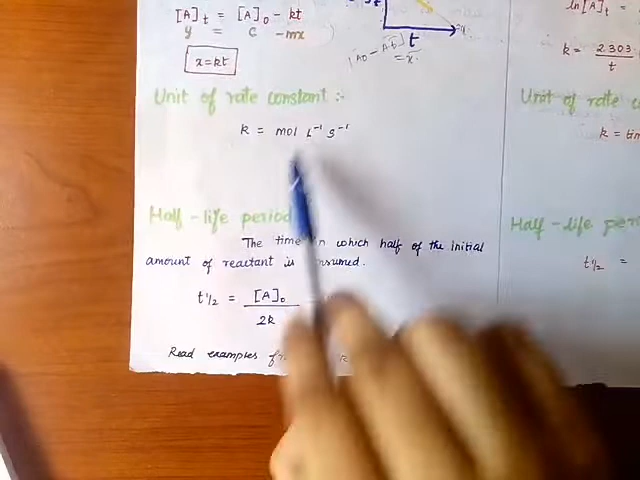 [A]t = [A]0 - kt
y = c -mx
x=kt
t
= x
Unit of rate constant :-
k = mol L⁻¹ s⁻¹
Half-life period
The time in which half of the initial
amount of reactant is consumed.
t1/2 = [A]0
2k
Read examples
ln[A]t =
k = 2.303
t
Unit of rate
k =
Half-life
t1/2 =